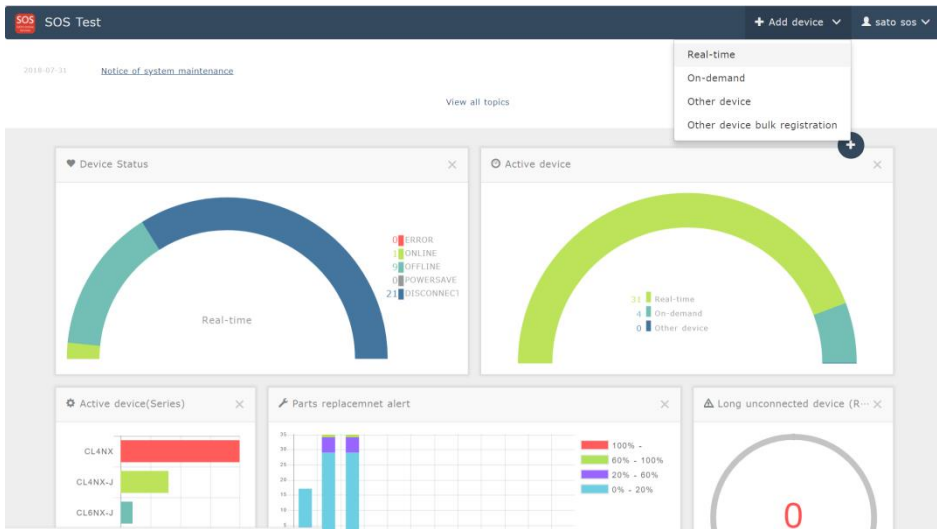 SOS
SOS Test
Add device
sato sos
2018-07-31
Notice of system maintenance
View all topics
Real-time
On-demand
Other device
Other device bulk registration
+
Device Status
0 ERROR
1 ONLINE
9 OFFLINE
0 POWERSAVE
21 DISCONNECT
Real-time
Active device
31 Real-time
4 On-demand
0 Other device
Active device(Series)
CL4NX
CL4NX-J
CL6NX-J
Parts replacemnet alert
35
30
25
20
15
10
5
100% -
60% - 100%
20% - 60%
0% - 20%
Long unconnected device (R…
0